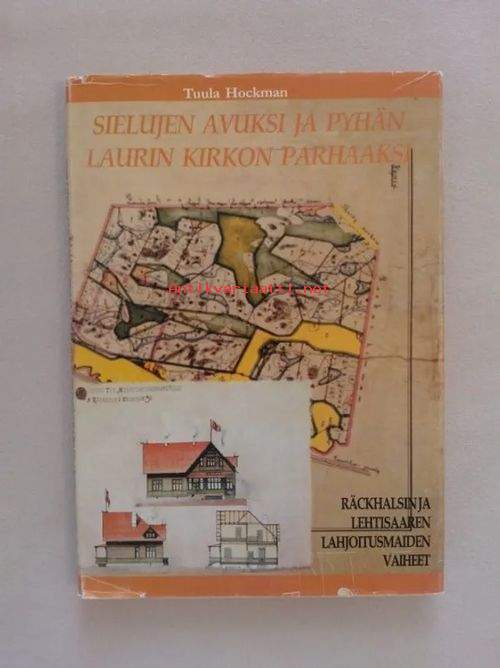 Tuula Hockman
SIELUJEN AVUKSI JA PYHÄN
LAURIN KIRKON PARHAAKSI
antikvariaatti.net
RÄCKHALSIN JA
LEHTISAAREN
LAHJOITUSMAIDEN
VAIHEET